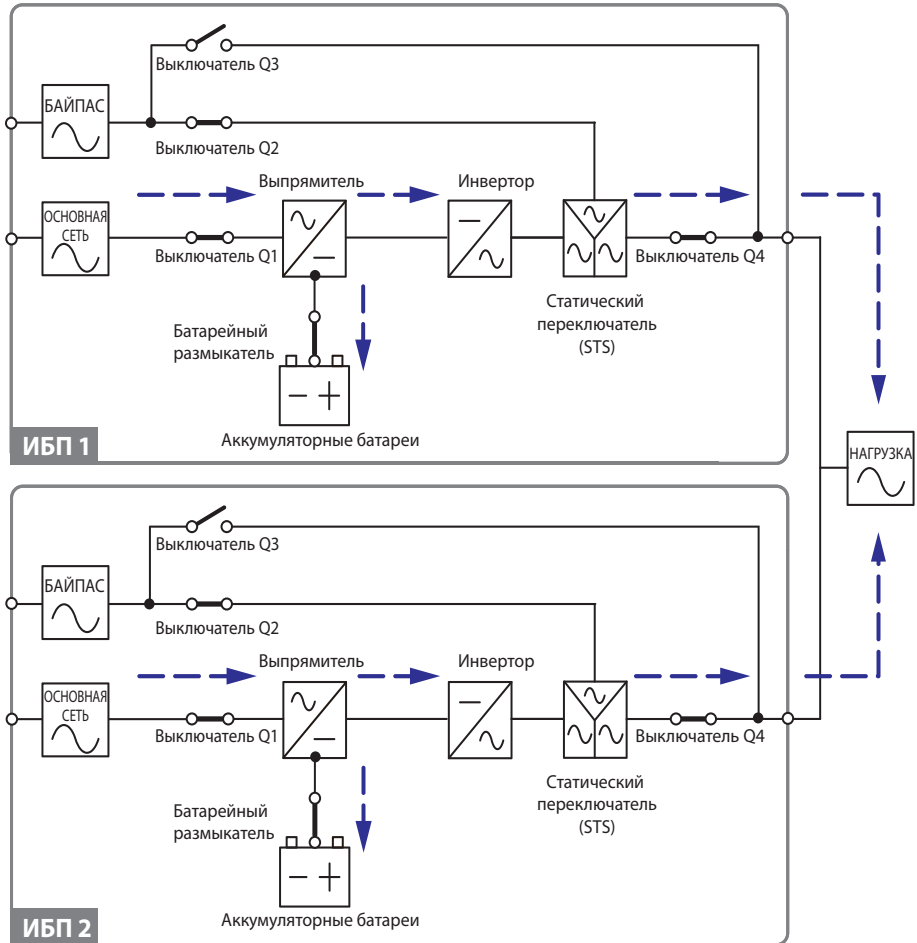 Выключатель Q3
БАЙПАС
Выключатель Q2
Выпрямитель
Инвертор
ОСНОВНАЯ
СЕТЬ
Выключатель Q1
Выключатель Q4
Статический
переключатель
(STS)
Батарейный
размыкатель
Аккумуляторные батареи
ИБП 1
НАГРУЗКА
Выключатель Q3
БАЙПАС
Выключатель Q2
Выпрямитель
Инвертор
ОСНОВНАЯ
СЕТЬ
Выключатель Q1
Выключатель Q4
Статический
переключатель
(STS)
Батарейный
размыкатель
Аккумуляторные батареи
ИБП 2